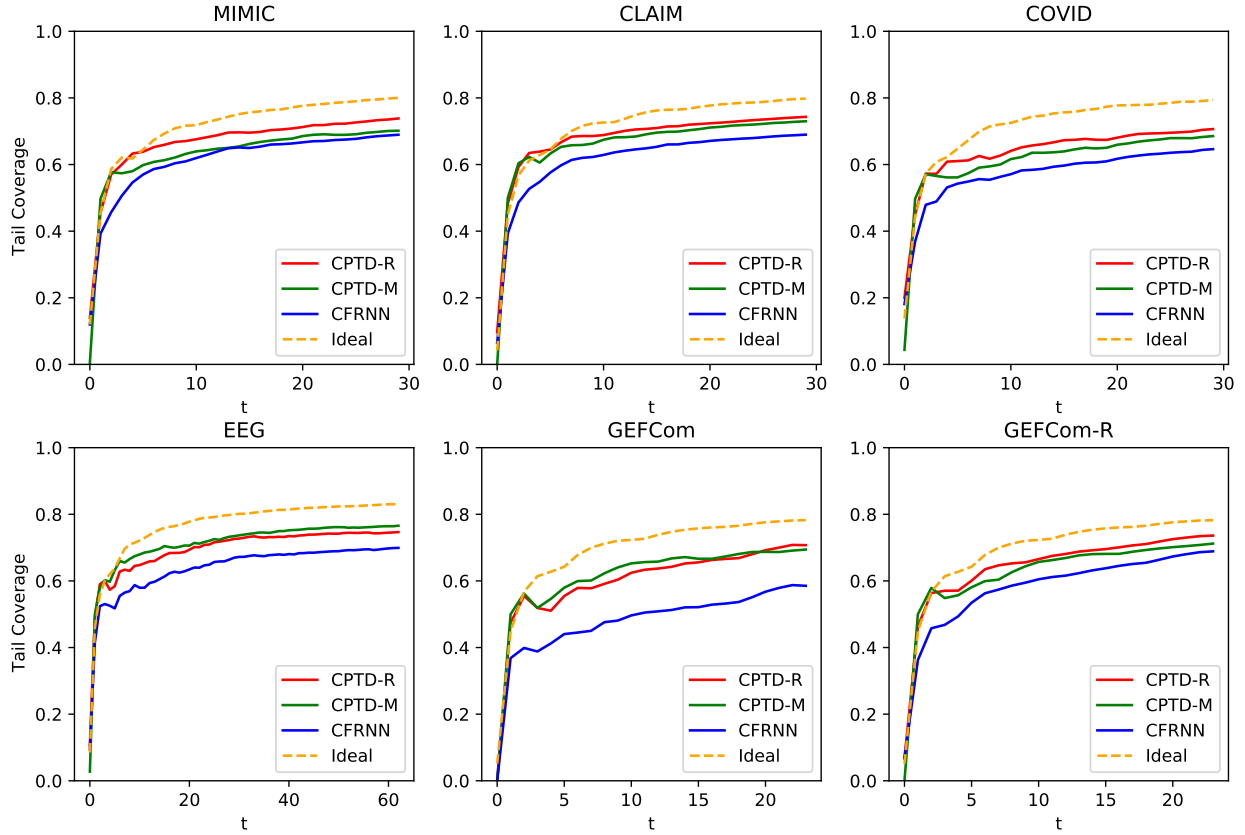 MIMIC
CLAIM
COVID
Tail Coverage
1.0
0.8
0.6
0.4
0.2
0.0
0
10
20
30
t
CPTD-R
CPTD-M
CFRNN
Ideal
1.0
0.8
0.6
0.4
0.2
0.0
0
10
20
30
t
CPTD-R
CPTD-M
CFRNN
Ideal
1.0
0.8
0.6
0.4
0.2
0.0
0
10
20
30
t
CPTD-R
CPTD-M
CFRNN
Ideal
EEG
GEFCom
GEFCom-R
Tail Coverage
1.0
0.8
0.6
0.4
0.2
0.0
0
20
40
60
t
CPTD-R
CPTD-M
CFRNN
Ideal
1.0
0.8
0.6
0.4
0.2
0.0
0
5
10
15
20
t
CPTD-R
CPTD-M
CFRNN
Ideal
1.0
0.8
0.6
0.4
0.2
0.0
0
5
10
15
20
t
CPTD-R
CPTD-M
CFRNN
Ideal